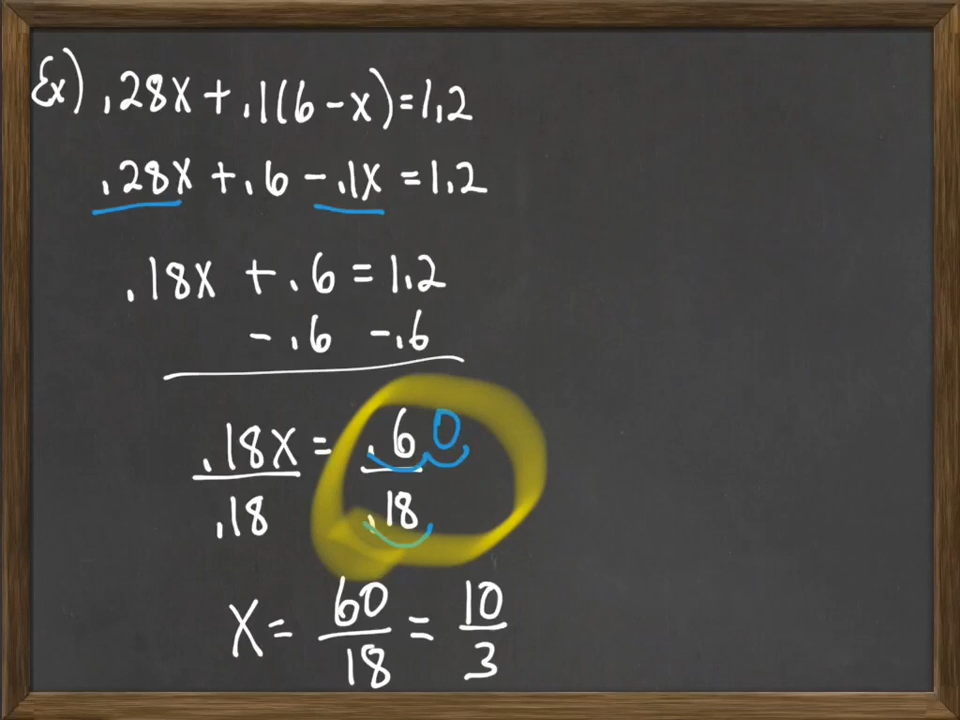 Ex) .28x + .1(6 - x) = 1.2
.28x + .6 - .1x = 1.2
.18x + .6 = 1.2
- .6 -.6
.18x = .60
.18 .18
x = 60/18 = 10/3